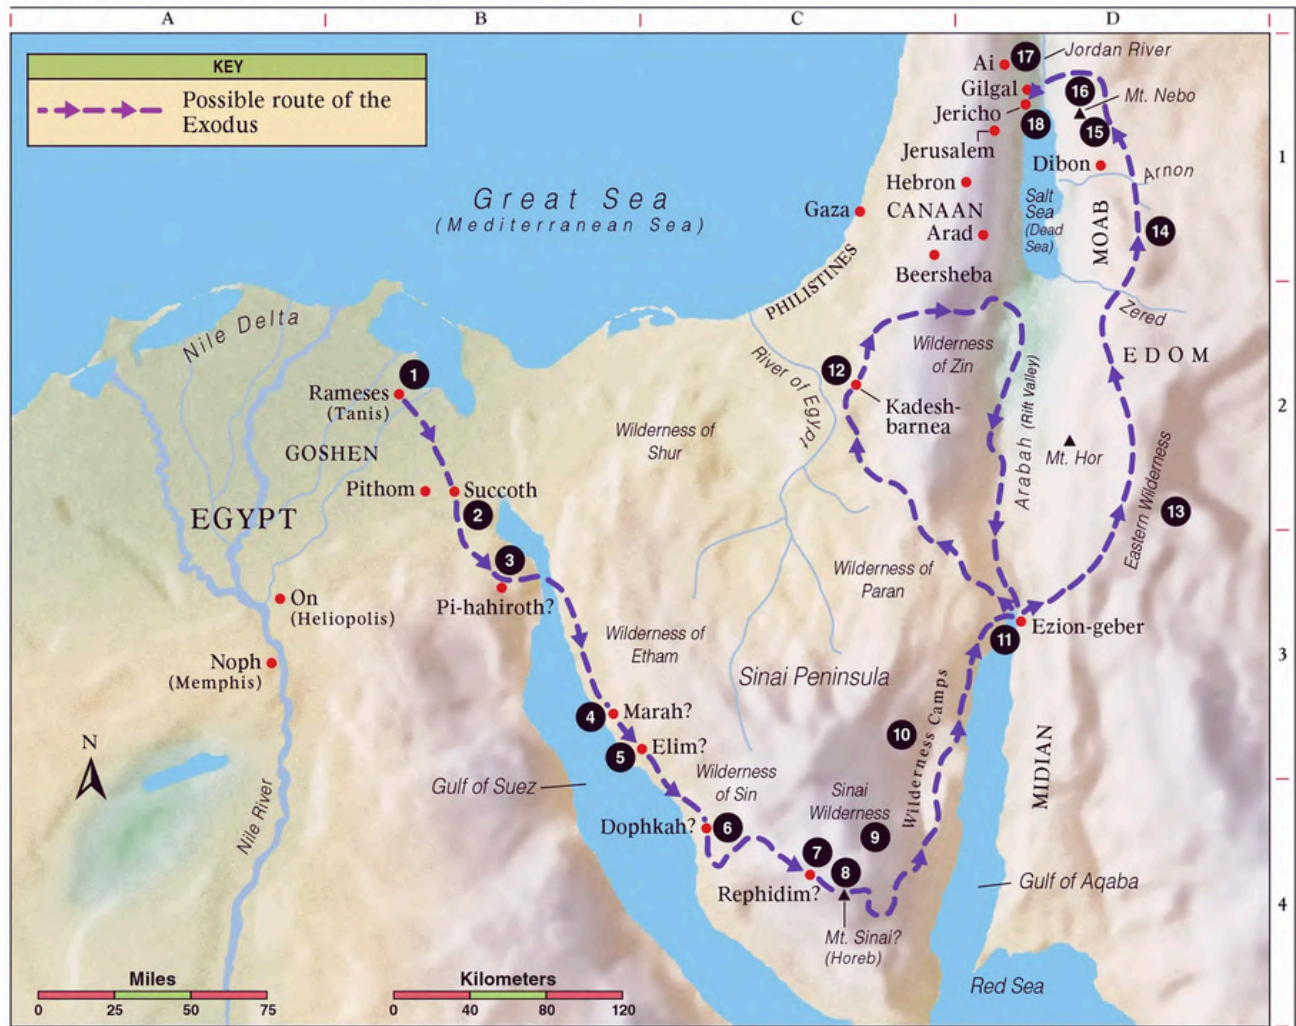 A B C D
KEY
Possible route of the
Exodus
1
2
3
4
Great Sea
(Mediterranean Sea)
Nile Delta
Rameses
(Tanis)
GOSHEN
Pithom
Succoth
EGYPT
On
(Heliopolis)
Noph
(Memphis)
Nile River
Pi-hahiroth?
Gulf of Suez
Marah?
Elim?
Dophkah?
Rephidim?
Mt. Sinai?
(Horeb)
Wilderness of
Shur
Wilderness of
Etham
Sinai Peninsula
Wilderness
of Sin
Sinai
Wilderness
Wilderness Camps
Wilderness of
Paran
River of Egypt
PHILISTINES
Gaza
CANAAN
Ai
Gilgal
Jericho
Jerusalem
Hebron
Arad
Beersheba
Jordan River
Mt. Nebo
Dibon
Arnon
Salt
Sea
(Dead
Sea)
MOAB
Zered
EDOM
Wilderness
of Zin
Kadesh-
barnea
Arabah (Rift Valley)
Mt. Hor
Eastern Wilderness
Ezion-geber
MIDIAN
Gulf of Aqaba
Red Sea
N
1
2
3
4
5
6
7
8
9
10
11
12
13
14
15
16
17
18
Miles
0 25 50 75
Kilometers
0 40 80 120